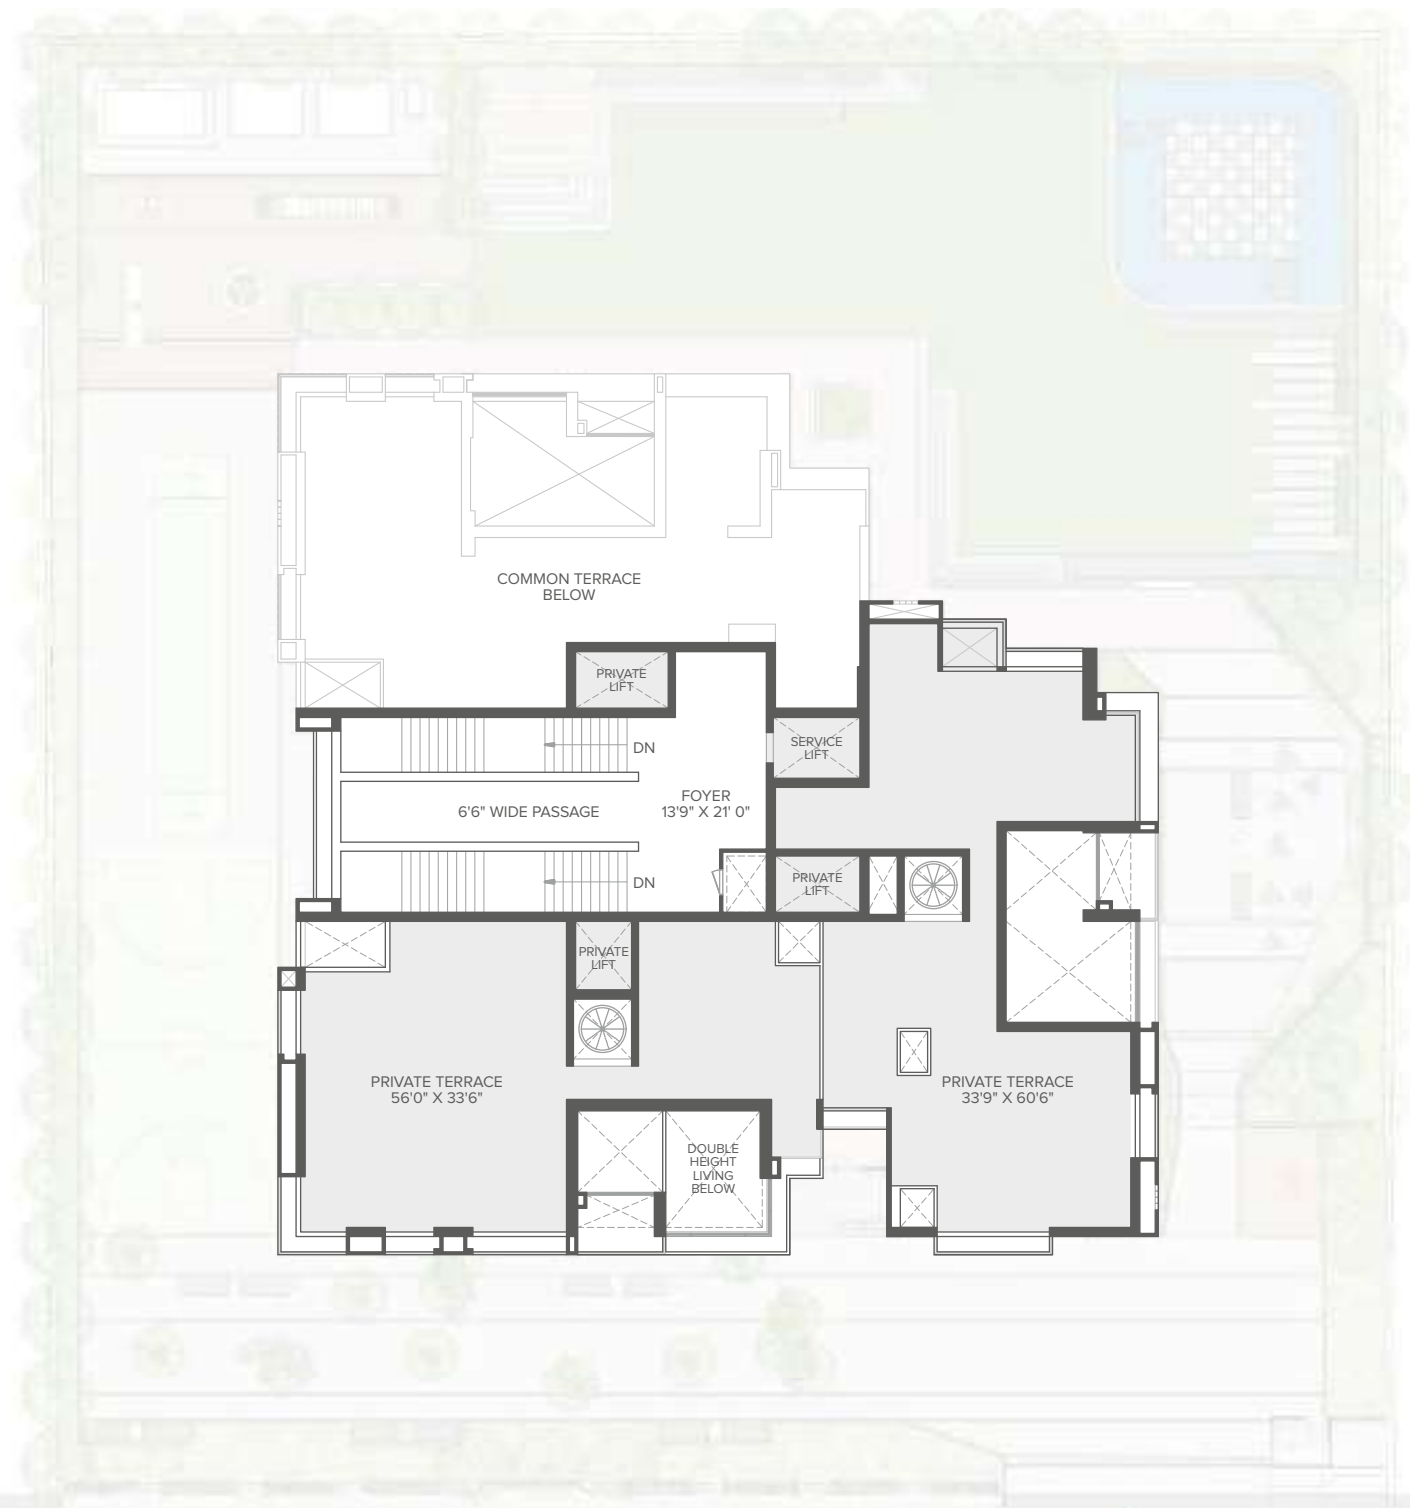 COMMON TERRACE
BELOW
PRIVATE
LIFT
DN
SERVICE
LIFT
FOYER
13'9" X 21' 0"
6'6" WIDE PASSAGE
DN
PRIVATE
LIFT
PRIVATE
LIFT
PRIVATE TERRACE
56'0" X 33'6"
PRIVATE TERRACE
33'9" X 60'6"
DOUBLE
HEIGHT
LIVING
BELOW